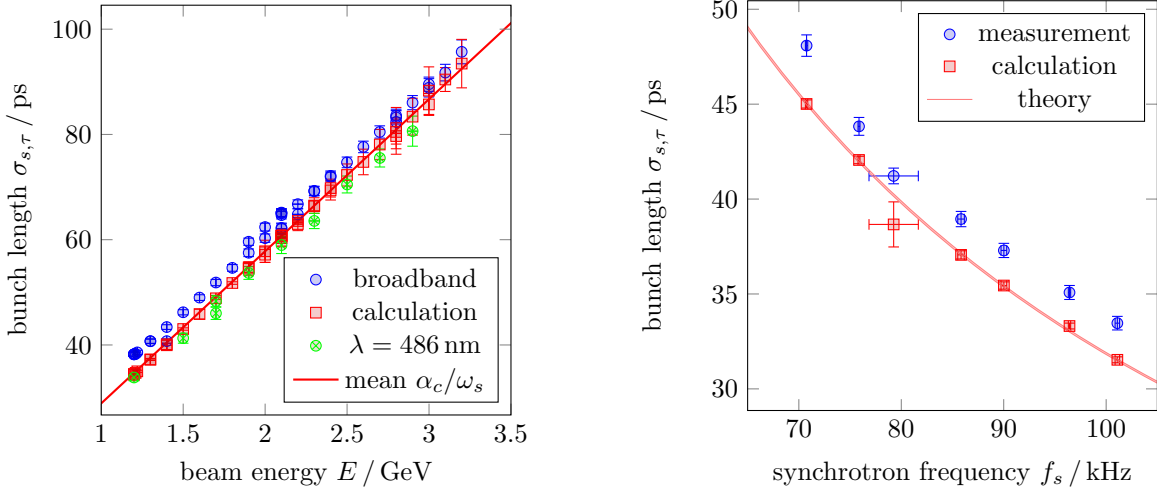 bunch length σ_{s,τ} / ps
100
80
60
40
1 1.5 2 2.5 3 3.5
beam energy E / GeV
broadband
calculation
λ = 486 nm
mean α_c/ω_s
bunch length σ_{s,τ} / ps
50
45
40
35
30
70 80 90 100
synchrotron frequency f_s / kHz
measurement
calculation
theory